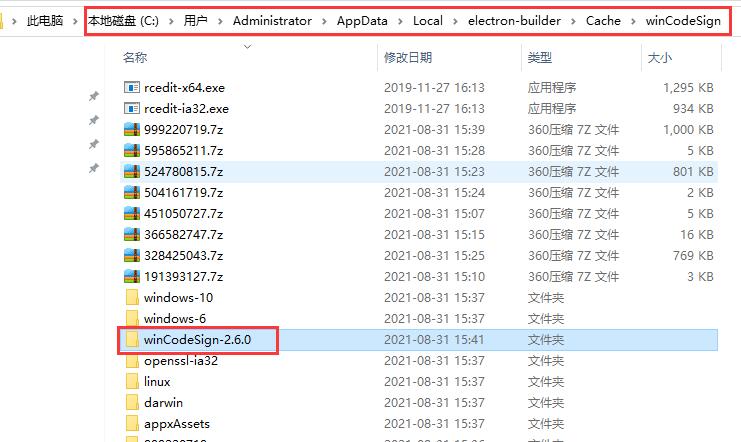 此电脑 本地磁盘 (C:) 用户 Administrator AppData Local electron-builder Cache winCodeSign
名称 修改日期 类型 大小
rcedit-x64.exe 2019-11-27 16:13 应用程序 1,295 KB
rcedit-ia32.exe 2019-11-27 16:13 应用程序 934 KB
999220719.7z 2021-08-31 15:39 360压缩 7Z 文件 1,000 KB
595865211.7z 2021-08-31 15:28 360压缩 7Z 文件 5 KB
524780815.7z 2021-08-31 15:23 360压缩 7Z 文件 801 KB
504161719.7z 2021-08-31 15:24 360压缩 7Z 文件 2 KB
451050727.7z 2021-08-31 15:07 360压缩 7Z 文件 5 KB
366582747.7z 2021-08-31 15:15 360压缩 7Z 文件 16 KB
328425043.7z 2021-08-31 15:25 360压缩 7Z 文件 769 KB
191393127.7z 2021-08-31 15:10 360压缩 7Z 文件 3 KB
windows-10 2021-08-31 15:37 文件夹
windows-6 2021-08-31 15:37 文件夹
winCodeSign-2.6.0 2021-08-31 15:41 文件夹
openssl-ia32 2021-08-31 15:37 文件夹
linux 2021-08-31 15:37 文件夹
darwin 2021-08-31 15:37 文件夹
appxAssets 2021-08-31 15:37 文件夹